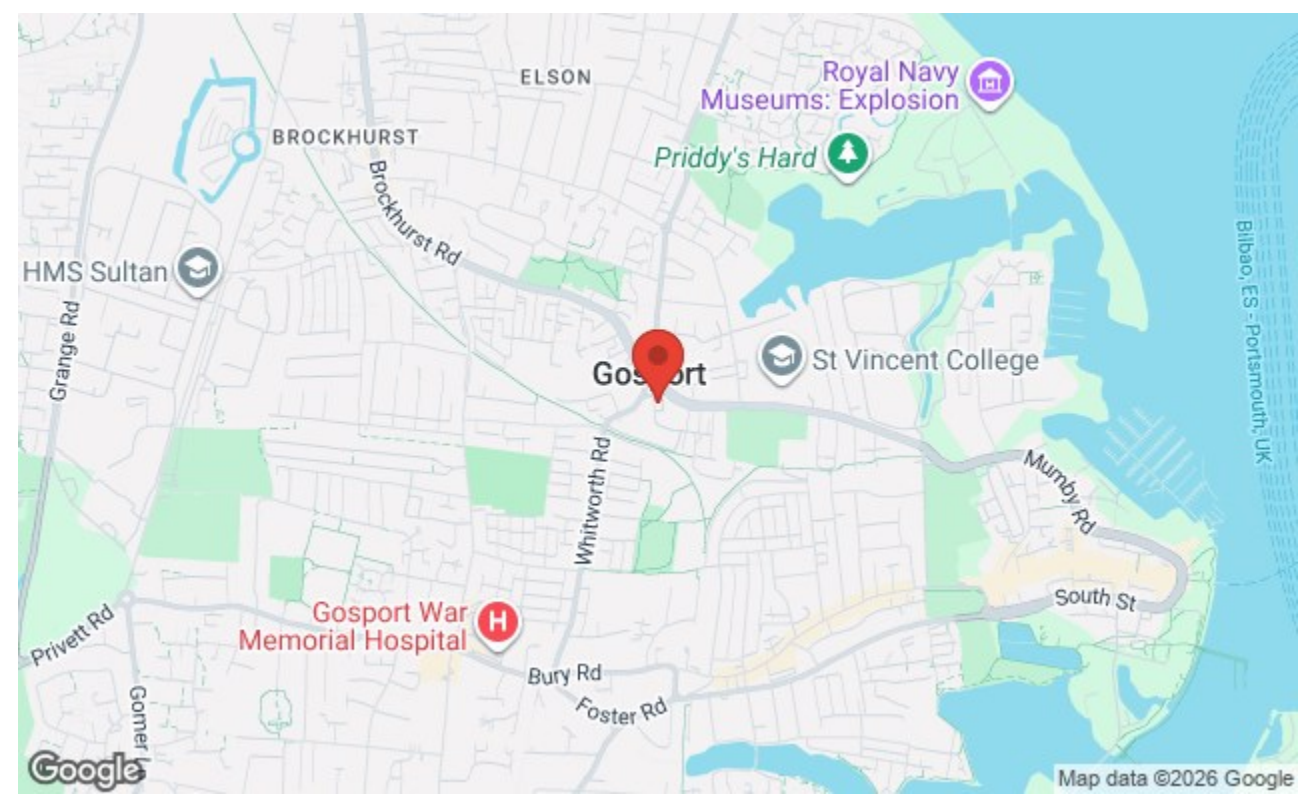 ELSON
Royal Navy
Museums: Explosion
BROCKHURST
Priddy's Hard
Brockhurst Rd
Bilbao, ES - Portsmouth, UK
HMS Sultan
Grange Rd
Gosport
St Vincent College
Whitworth Rd
Mumby Rd
South St
Gosport War
Memorial Hospital
H
Privett Rd
Bury Rd
Foster Rd
Gomer
Google
Map data ©2026 Google